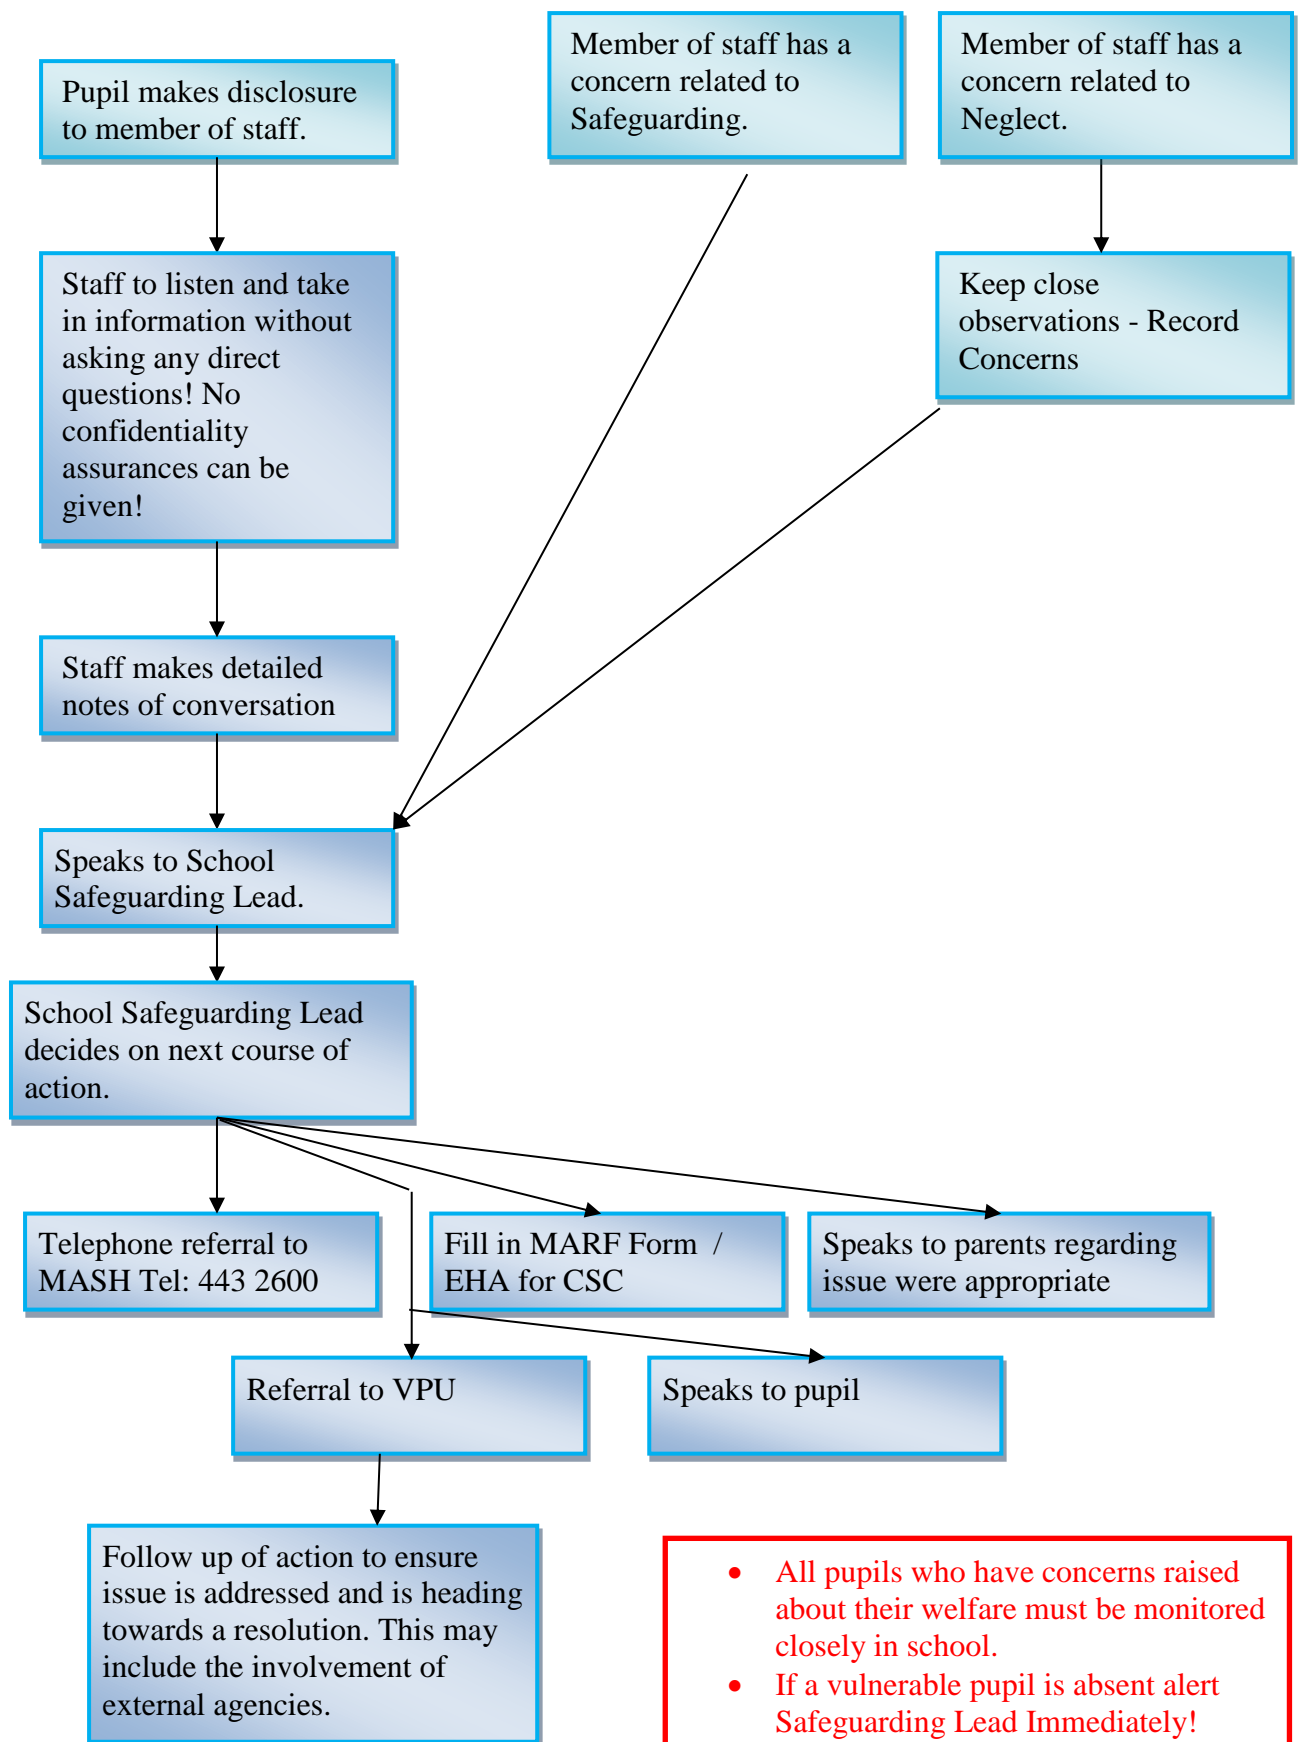 Pupil makes disclosure
to member of staff.
Member of staff has a
concern related to
Safeguarding.
Member of staff has a
concern related to
Neglect.
Staff to listen and take
in information without
asking any direct
questions! No
confidentiality
assurances can be
given!
Keep close
observations - Record
Concerns
Staff makes detailed
notes of conversation
Speaks to School
Safeguarding Lead.
School Safeguarding Lead
decides on next course of
action.
Telephone referral to
MASH Tel: 443 2600
Fill in MARF Form  /
EHA for CSC
Speaks to parents regarding
issue were appropriate
Referral to VPU
Speaks to pupil
Follow up of action to ensure
issue is addressed and is heading
towards a resolution. This may
include the involvement of
external agencies.
• All pupils who have concerns raised
about their welfare must be monitored
closely in school.
• If a vulnerable pupil is absent alert
Safeguarding Lead Immediately!